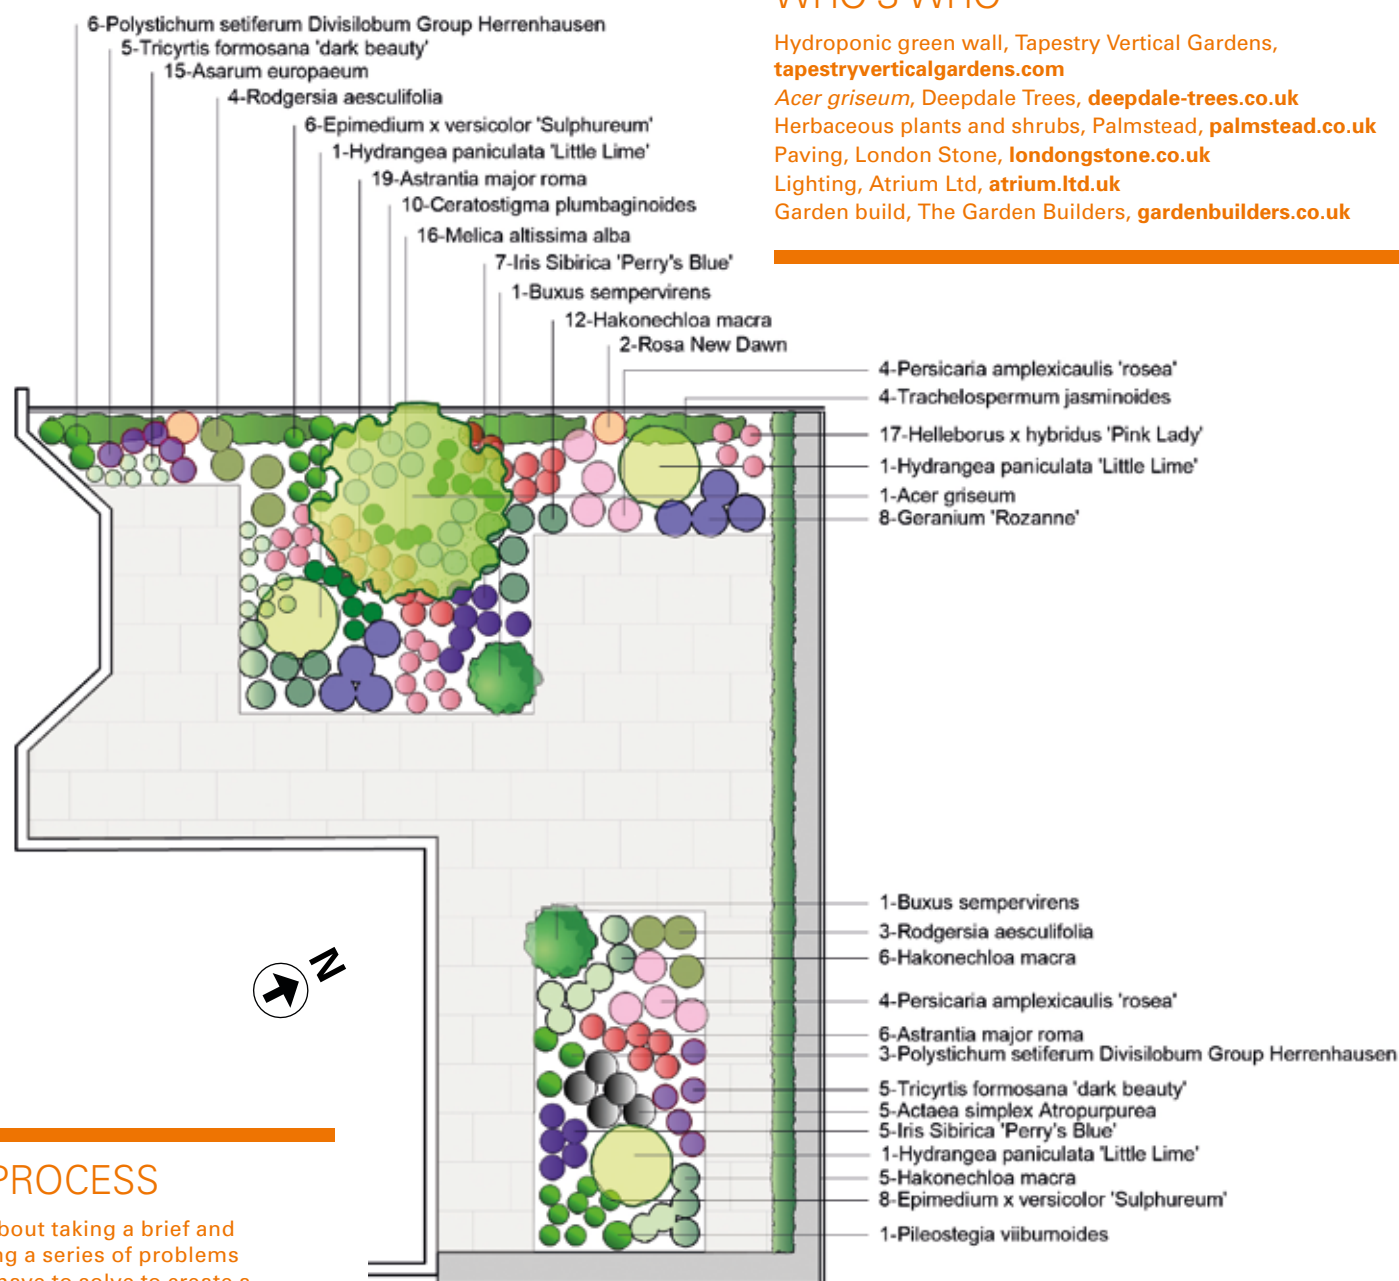 6-Polystichum setiferum Divisilobum Group Herrenhausen
5-Tricyrtis formosana 'dark beauty'
15-Asarum europaeum
4-Rodgersia aesculifolia
6-Epimedium x versicolor 'Sulphureum'
1-Hydrangea paniculata 'Little Lime'
19-Astrantia major roma
10-Ceratostigma plumbaginoides
16-Melica altissima alba
7-Iris Sibirica 'Perry's Blue'
1-Buxus sempervirens
12-Hakonechloa macra
2-Rosa New Dawn
WHO'S WHO
Hydroponic green wall, Tapestry Vertical Gardens,
tapestryverticalgardens.com
Acer griseum, Deepdale Trees, deepdale-trees.co.uk
Herbaceous plants and shrubs, Palmstead, palmstead.co.uk
Paving, London Stone, londongstone.co.uk
Lighting, Atrium Ltd, atrium.ltd.uk
Garden build, The Garden Builders, gardenbuilders.co.uk
4-Persicaria amplexicaulis 'rosea'
4-Trachelospermum jasminoides
17-Helleborus x hybridus 'Pink Lady'
1-Hydrangea paniculata 'Little Lime'
1-Acer griseum
8-Geranium 'Rozanne'
N
1-Buxus sempervirens
3-Rodgersia aesculifolia
6-Hakonechloa macra
4-Persicaria amplexicaulis 'rosea'
6-Astrantia major roma
3-Polystichum setiferum Divisilobum Group Herrenhausen
5-Tricyrtis formosana 'dark beauty'
5-Actaea simplex Atropurpurea
5-Iris Sibirica 'Perry's Blue'
1-Hydrangea paniculata 'Little Lime'
5-Hakonechloa macra
8-Epimedium x versicolor 'Sulphureum'
1-Pileostegia viiburnoides
PROCESS
bout taking a brief and
ng a series of problems
have to solve to create a